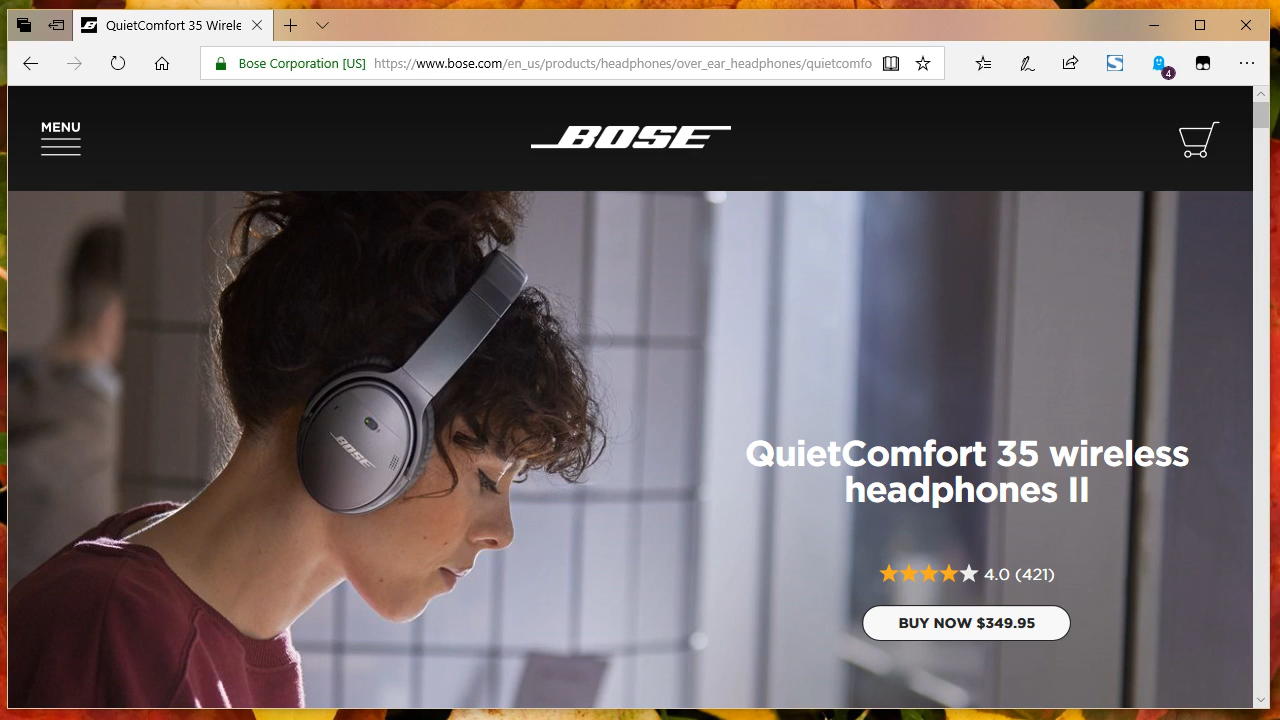 QuietComfort 35 Wirele
Bose Corporation [US] https://www.bose.com/en_us/products/headphones/over_ear_headphones/quietcomfo
4
MENU
BOSE
BOSE
QuietComfort 35 wireless
headphones II
4.0 (421)
BUY NOW $349.95